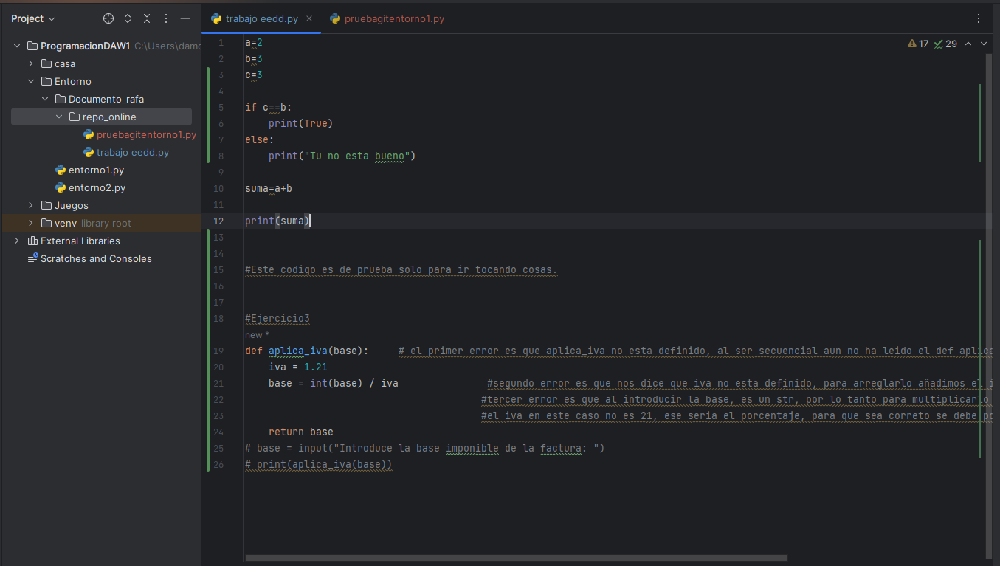 Project
ProgramacionDAW1 C:\Users\damo
casa
Entorno
Documento_rafa
repo_online
pruebagitentorno1.py
trabajo eedd.py
entorno1.py
entorno2.py
Juegos
venv library root
External Libraries
Scratches and Consoles
trabajo eedd.py
pruebagitentorno1.py
17 29
1 a=2
2 b=3
3 c=3
4
5 if c==b:
6 print(True)
7 else:
8 print("Tu no esta bueno")
9
10 suma=a+b
11
12 print(suma)
13
14
15 #Este codigo es de prueba solo para ir tocando cosas.
16
17
18 #Ejercicio3
new *
19 def aplica_iva(base): # el primer error es que aplica_iva no esta definido, al ser secuencial aun no ha leido el def aplica
20 iva = 1.21
21 base = int(base) / iva #segundo error es que nos dice que iva no esta definido, para arreglarlo añadimos el i
22 #tercer error es que al introducir la base, es un str, por lo tanto para multiplicarlo
23 #el iva en este caso no es 21, ese seria el porcentaje, para que sea correto se debe po
24 return base
25 # base = input("Introduce la base imponible de la factura: ")
26 # print(aplica_iva(base))